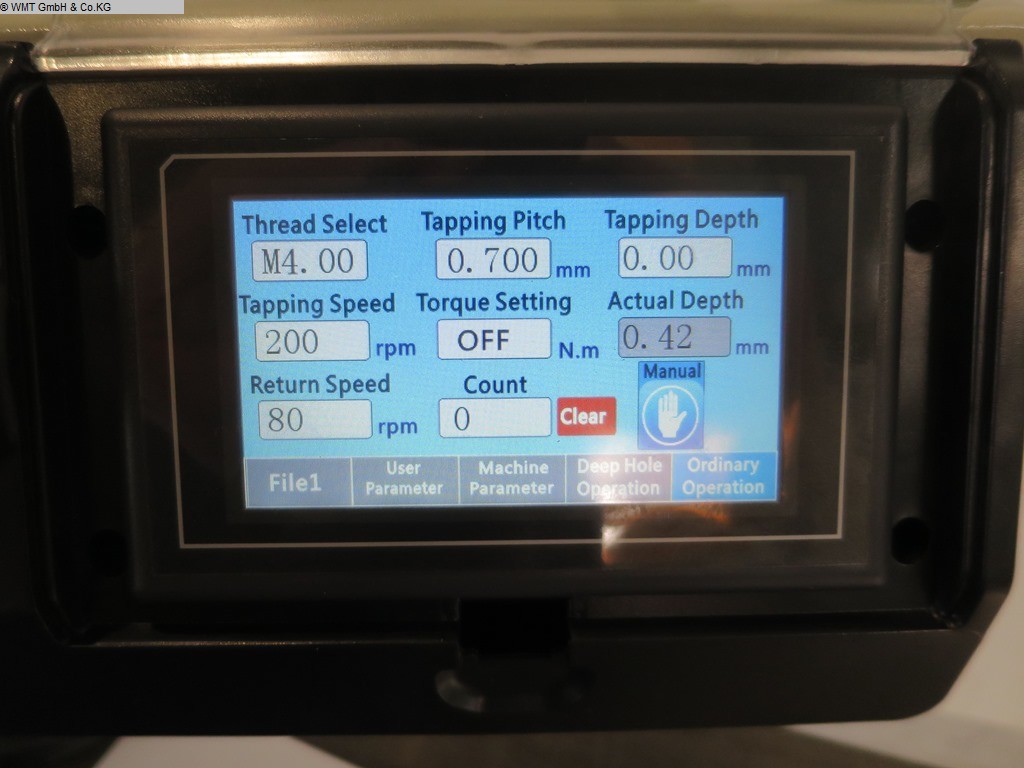 © WMT GmbH & Co.KG
Thread Select Tapping Pitch Tapping Depth
M4.00 0.700 mm 0.00 mm
Tapping Speed Torque Setting Actual Depth
200 rpm OFF N.m 0.42 mm
Return Speed Count Manual
80 rpm 0 Clear
File1
User
Parameter
Machine
Parameter
Deep Hole
Operation
Ordinary
Operation